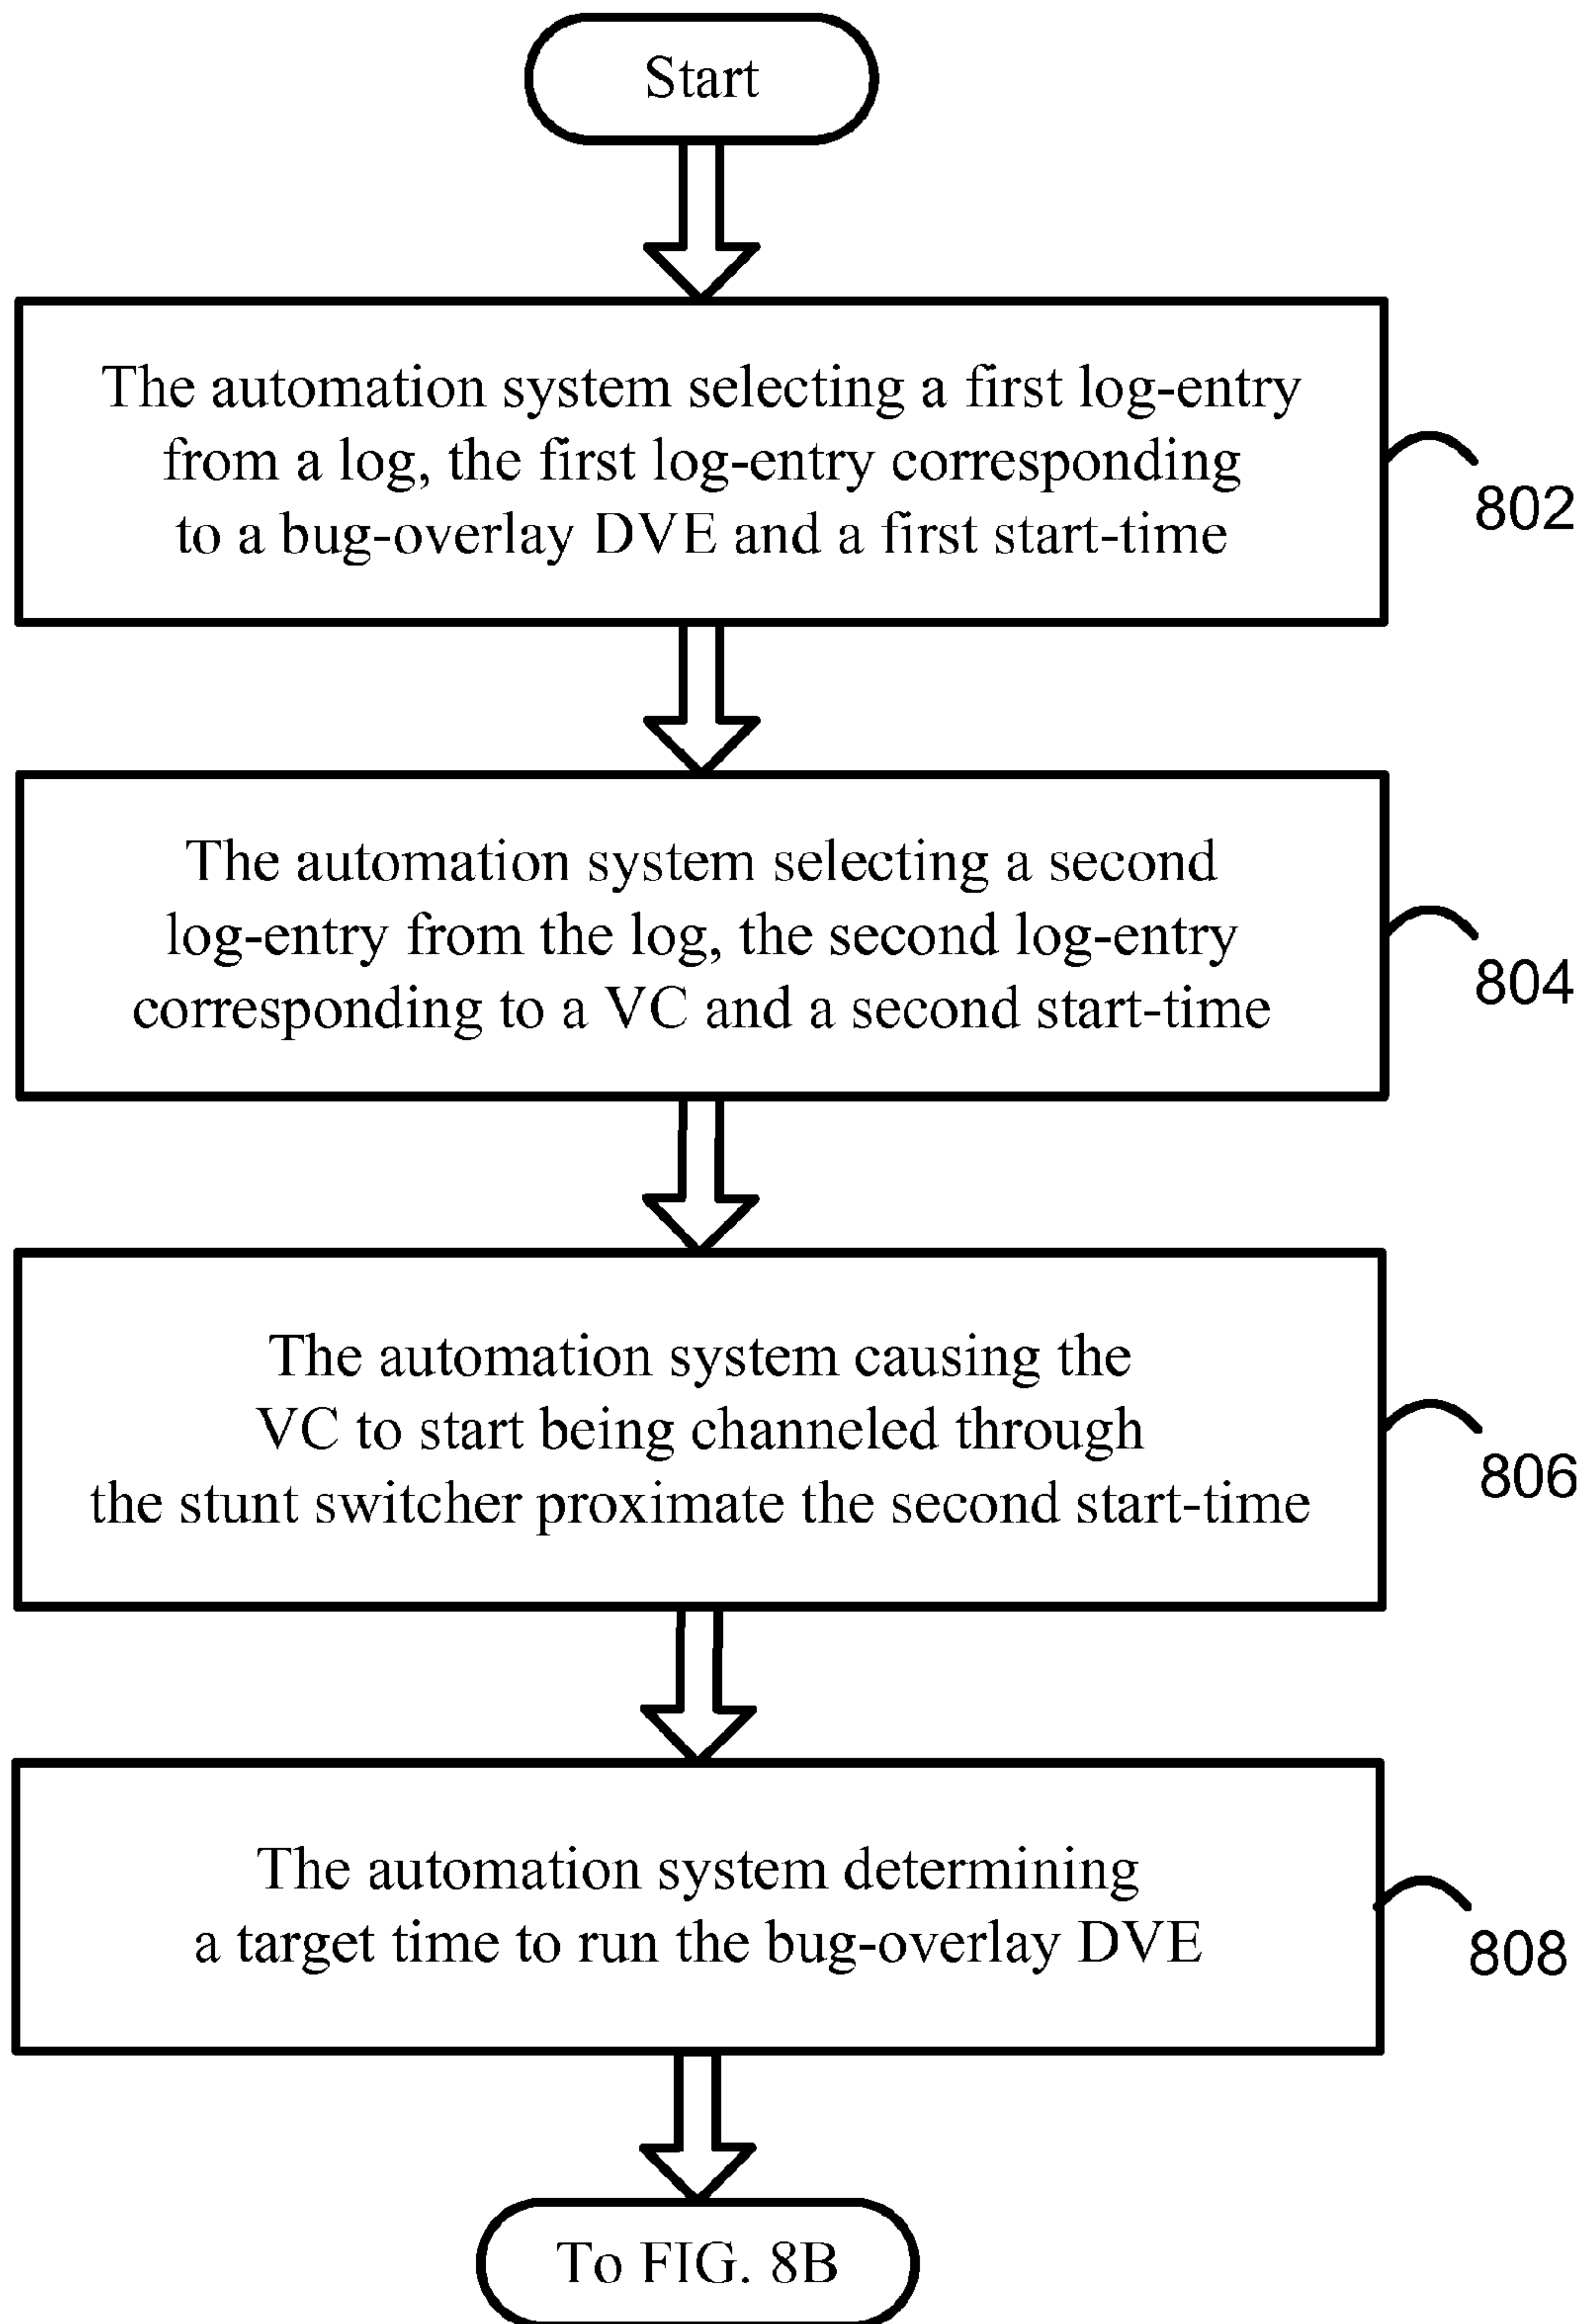 Start
The automation system selecting a first log-entry
from a log, the first log-entry corresponding
to a bug-overlay DVE and a first start-time
802
The automation system selecting a second
log-entry from the log, the second log-entry
corresponding to a VC and a second start-time
804
The automation system causing the
VC to start being channeled through
the stunt switcher proximate the second start-time
806
The automation system determining
a target time to run the bug-overlay DVE
808
To FIG. 8B